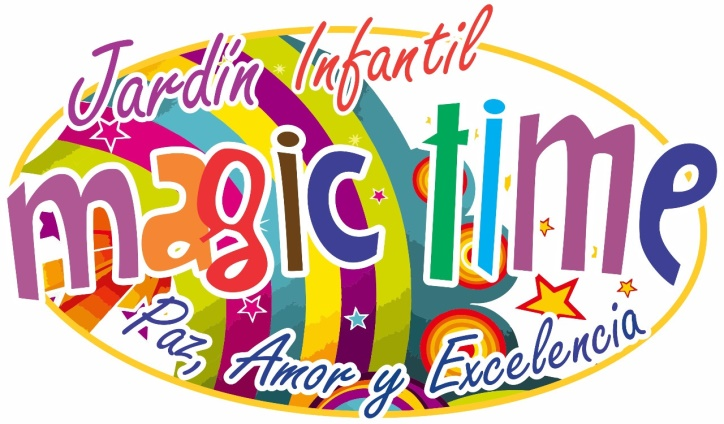 Jardín Infantil
magic time
Paz, Amor y Excelencia